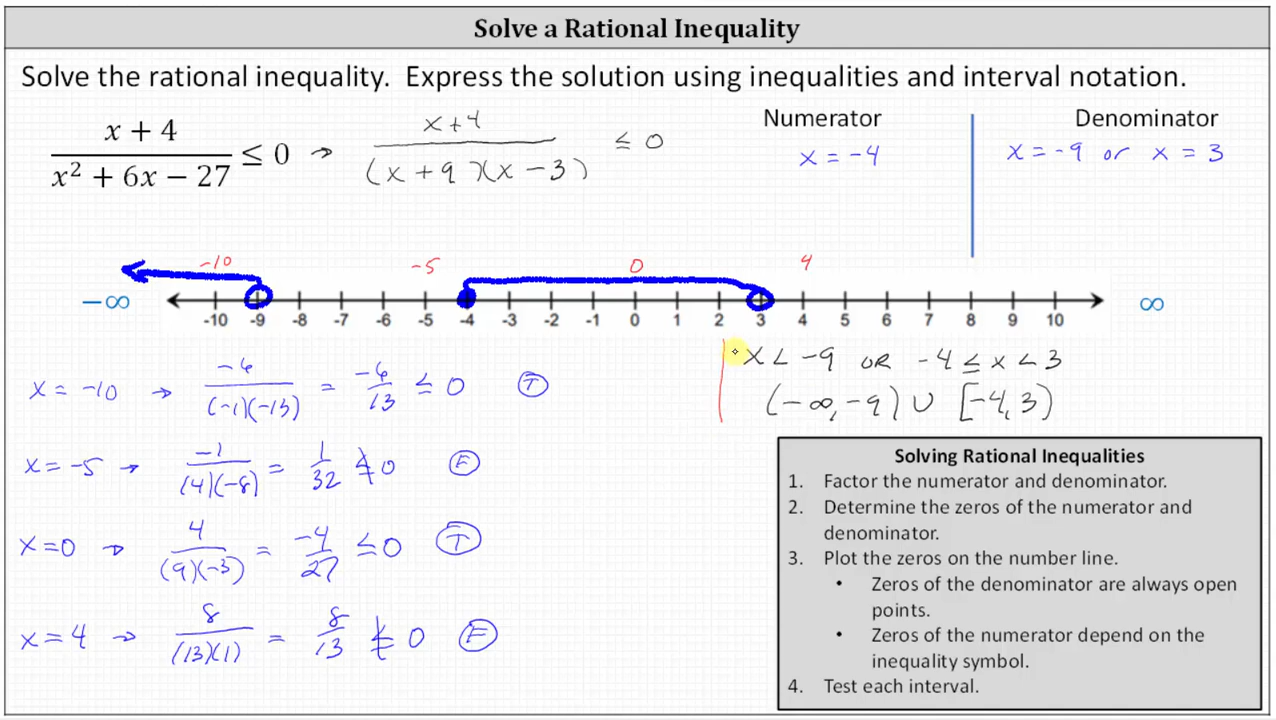 Solve a Rational Inequality
Solve the rational inequality. Express the solution using inequalities and interval notation.
(x + 4)/(x² + 6x − 27) ≤ 0 → (x+4)/((x+9)(x−3)) ≤ 0
Numerator
x = −4
Denominator
x = −9 or x = 3
−10 −5 0 4
−∞ ∞
-10 -9 -8 -7 -6 -5 -4 -3 -2 -1 0 1 2 3 4 5 6 7 8 9 10
x < −9 OR −4 ≤ x < 3
(−∞, −9) ∪ [−4, 3)
x = −10 → −6/((−1)(−13)) = −6/13 ≤ 0 T
x = −5 → −1/((4)(−8)) = 1/32 ≰ 0 F
x = 0 → 4/((9)(−3)) = −4/27 ≤ 0 T
x = 4 → 8/((13)(1)) = 8/13 ≰ 0 F
Solving Rational Inequalities
1. Factor the numerator and denominator.
2. Determine the zeros of the numerator and
denominator.
3. Plot the zeros on the number line.
• Zeros of the denominator are always open
points.
• Zeros of the numerator depend on the
inequality symbol.
4. Test each interval.